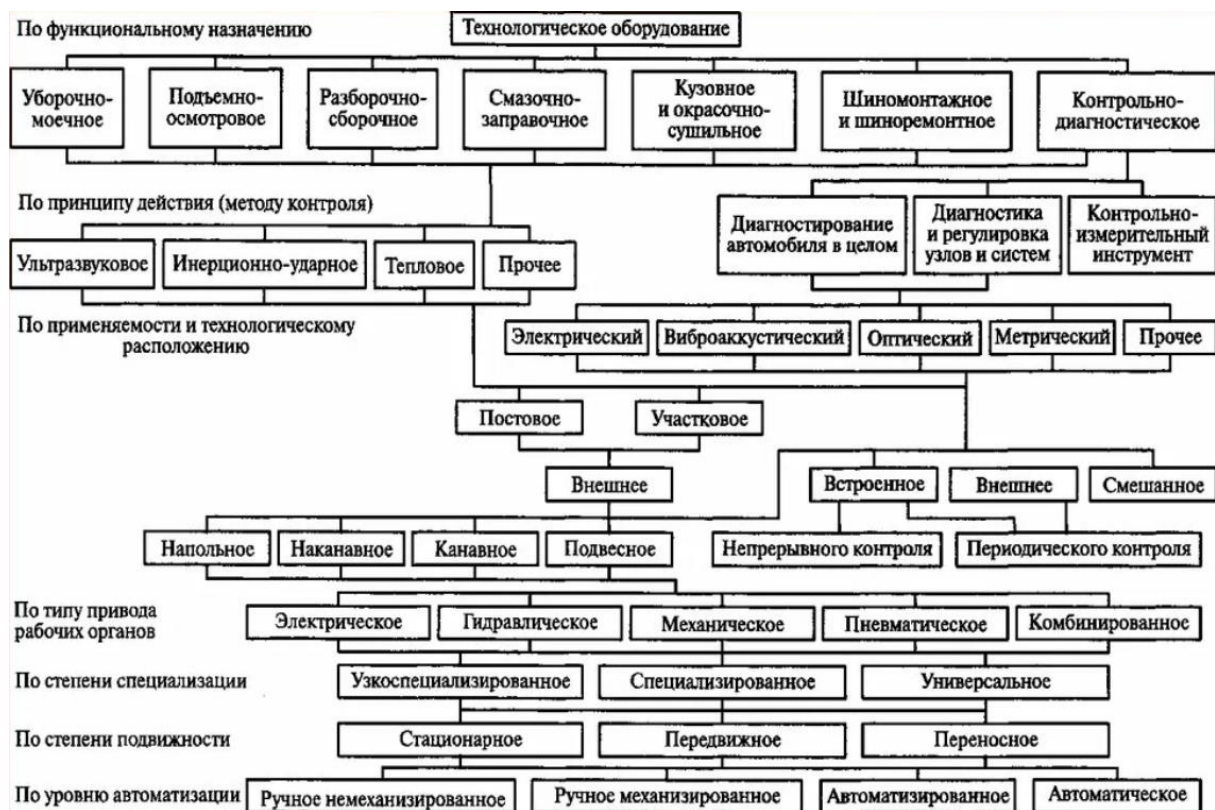 По функциональному назначению
Технологическое оборудование
Уборочно-
моечное
Подъемно-
осмотровое
Разборочно-
сборочное
Смазочно-
заправочное
Кузовное
и окрасочно-
сушильное
Шиномонтажное
и шиноремонтное
Контрольно-
диагностическое
По принципу действия (методу контроля)
Диагностирование
автомобиля в целом
Диагностика
и регулировка
узлов и систем
Контрольно-
измерительный
инструмент
Ультразвуковое
Инерционно-ударное
Тепловое
Прочее
По применяемости и технологическому
расположению
Электрический
Виброаккустический
Оптический
Метрический
Прочее
Постовое
Участковое
Внешнее
Встроенное
Внешнее
Смешанное
Напольное
Наканавное
Канавное
Подвесное
Непрерывного контроля
Периодического контроля
По типу привода
рабочих органов
Электрическое
Гидравлическое
Механическое
Пневматическое
Комбинированное
По степени специализации
Узкоспециализированное
Специализированное
Универсальное
По степени подвижности
Стационарное
Передвижное
Переносное
По уровню автоматизации
Ручное немеханизированное
Ручное механизированное
Автоматизированное
Автоматическое